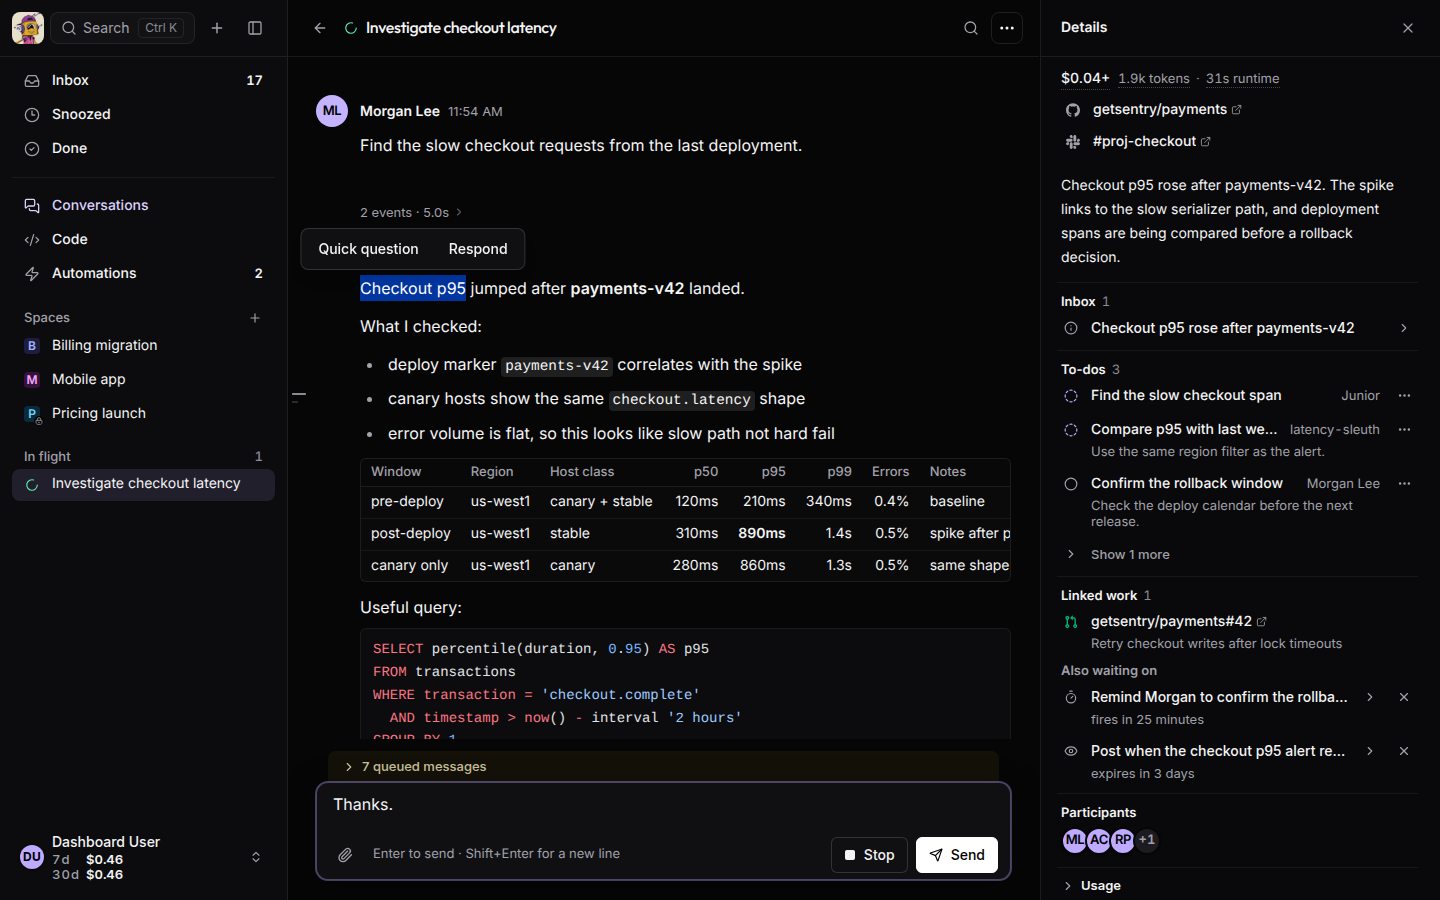 Search Ctrl K
Inbox 17
Snoozed
Done
Conversations
Code
Automations 2
Spaces
B Billing migration
M Mobile app
P Pricing launch
In flight 1
Investigate checkout latency
DU Dashboard User
7d $0.46
30d $0.46
Investigate checkout latency
ML Morgan Lee 11:54 AM
Find the slow checkout requests from the last deployment.
2 events · 5.0s
Quick question Respond
Checkout p95 jumped after payments-v42 landed.
What I checked:
• deploy marker payments-v42 correlates with the spike
• canary hosts show the same checkout.latency shape
• error volume is flat, so this looks like slow path not hard fail
Window Region Host class p50 p95 p99 Errors Notes
pre-deploy us-west1 canary + stable 120ms 210ms 340ms 0.4% baseline
post-deploy us-west1 stable 310ms 890ms 1.4s 0.5% spike after p
canary only us-west1 canary 280ms 860ms 1.3s 0.5% same shape
Useful query:
SELECT percentile(duration, 0.95) AS p95
FROM transactions
WHERE transaction = 'checkout.complete'
AND timestamp > now() - interval '2 hours'
GROUP BY 1
7 queued messages
Thanks.
Enter to send · Shift+Enter for a new line
Stop Send
Details
$0.04+ 1.9k tokens · 31s runtime
getsentry/payments
#proj-checkout
Checkout p95 rose after payments-v42. The spike
links to the slow serializer path, and deployment
spans are being compared before a rollback
decision.
Inbox 1
Checkout p95 rose after payments-v42
To-dos 3
Find the slow checkout span Junior
Compare p95 with last we... latency-sleuth
Use the same region filter as the alert.
Confirm the rollback window Morgan Lee
Check the deploy calendar before the next
release.
Show 1 more
Linked work 1
getsentry/payments#42
Retry checkout writes after lock timeouts
Also waiting on
Remind Morgan to confirm the rollba...
fires in 25 minutes
Post when the checkout p95 alert re...
expires in 3 days
Participants
ML AC RP +1
Usage